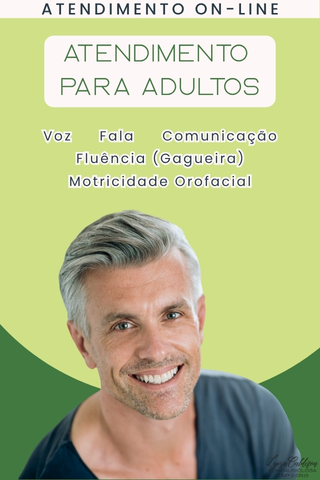 ATENDIMENTO ON-LINE
ATENDIMENTO
PARA ADULTOS
Voz Fala Comunicação
Fluência (Gagueira)
Motricidade Orofacial